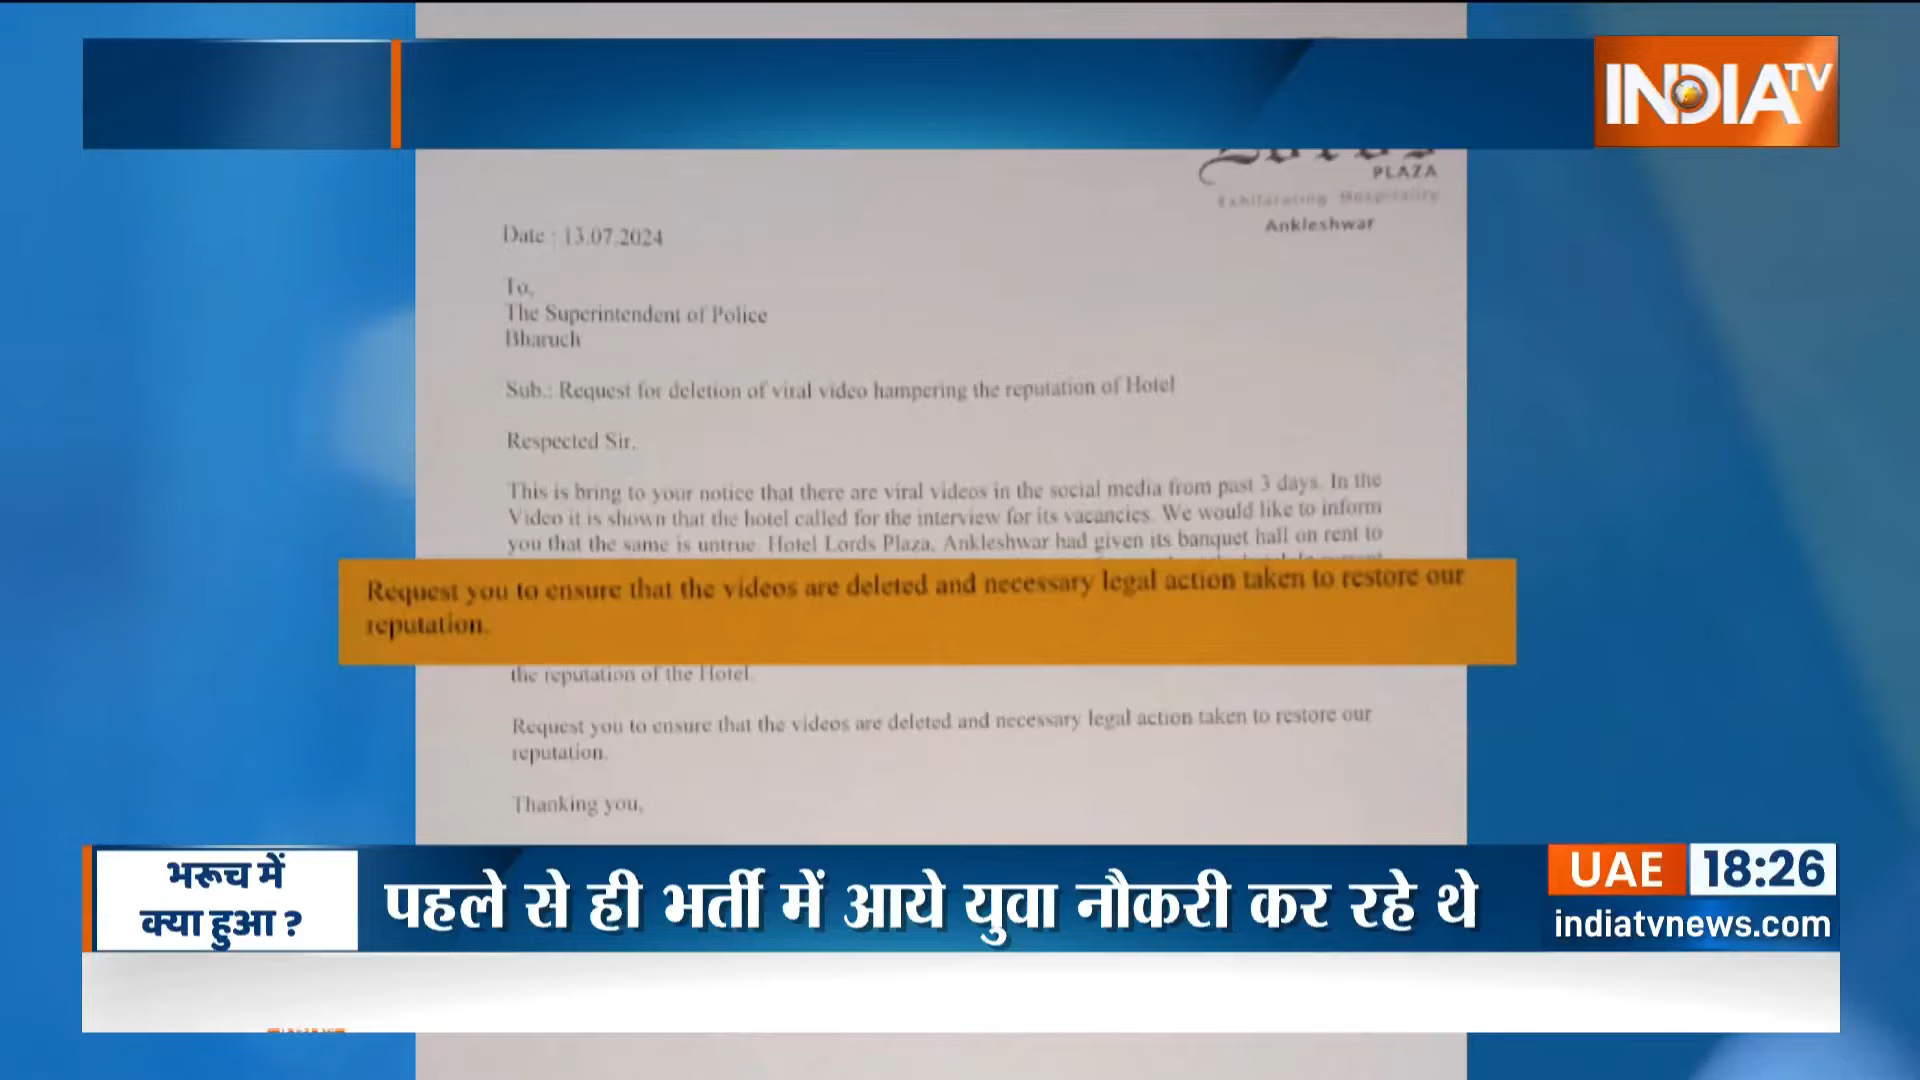 INDIA TV
PLAZA
Exhilarating Hospitality
Ankleshwar
Date : 13.07.2024
To,
The Superintendent of Police
Bharuch
Sub.: Request for deletion of viral video hampering the reputation of Hotel
Respected Sir,
This is bring to your notice that there are viral videos in the social media from past 3 days. In the
Video it is shown that the hotel called for the interview for its vacancies. We would like to inform
you that the same is untrue. Hotel Lords Plaza, Ankleshwar had given its banquet hall on rent to
Request you to ensure that the videos are deleted and necessary legal action taken to restore our
reputation.
the reputation of the Hotel.
Request you to ensure that the videos are deleted and necessary legal action taken to restore our
reputation.
Thanking you,
भरूच में
क्या हुआ ?
पहले से ही भर्ती में आये युवा नौकरी कर रहे थे
UAE 18:26
indiatvnews.com